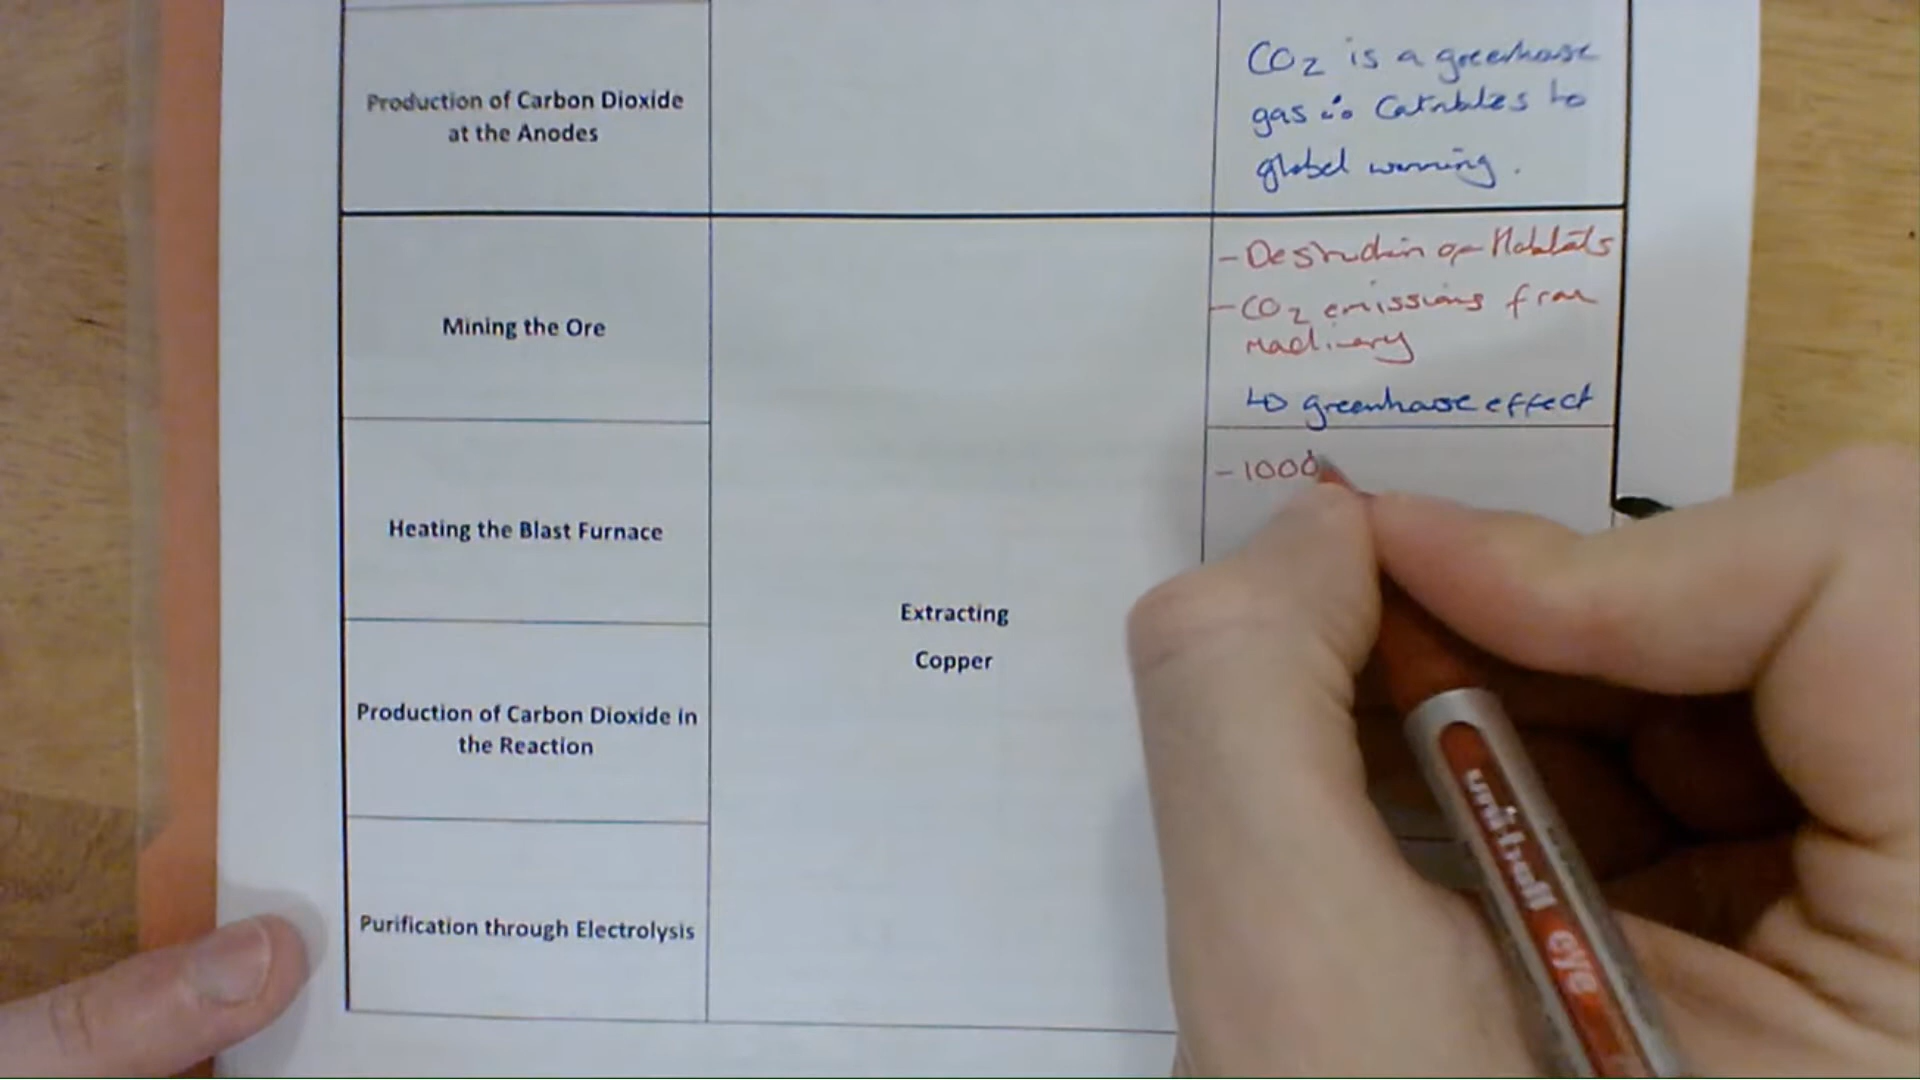 Production of Carbon Dioxide
at the Anodes
CO2 is a greenhouse
gas ∴ Contributes to
global warming.
Mining the Ore
- Destruction of Habitats
- CO2 emissions from
machinery
to greenhouse effect
Heating the Blast Furnace
- 1000
Extracting
Copper
Production of Carbon Dioxide in
the Reaction
Purification through Electrolysis
uni-ball eye